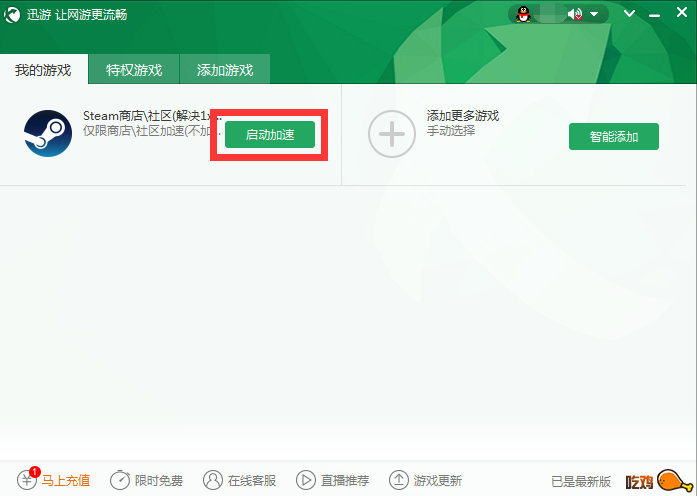 迅游 让网游更流畅
我的游戏 特权游戏 添加游戏
Steam商店\社区(解决1x...
仅限商店\社区加速(不加...
启动加速
添加更多游戏
手动选择
智能添加
1
马上充值 限时免费 在线客服 直播推荐 游戏更新 已是最新版 吃鸡